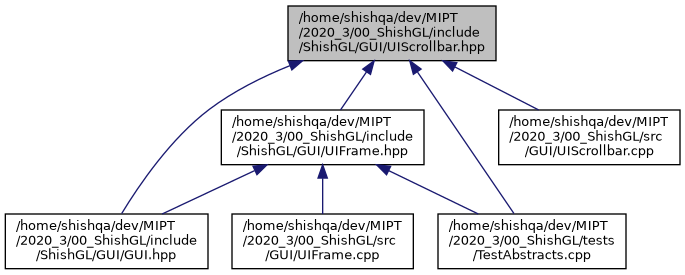 /home/shishqa/dev/MIPT
/2020_3/00_ShishGL/include
/ShishGL/GUI/UIScrollbar.hpp
/home/shishqa/dev/MIPT
/2020_3/00_ShishGL/include
/ShishGL/GUI/UIFrame.hpp
/home/shishqa/dev/MIPT
/2020_3/00_ShishGL/src
/GUI/UIScrollbar.cpp
/home/shishqa/dev/MIPT
/2020_3/00_ShishGL/include
/ShishGL/GUI/GUI.hpp
/home/shishqa/dev/MIPT
/2020_3/00_ShishGL/src
/GUI/UIFrame.cpp
/home/shishqa/dev/MIPT
/2020_3/00_ShishGL/tests
/TestAbstracts.cpp